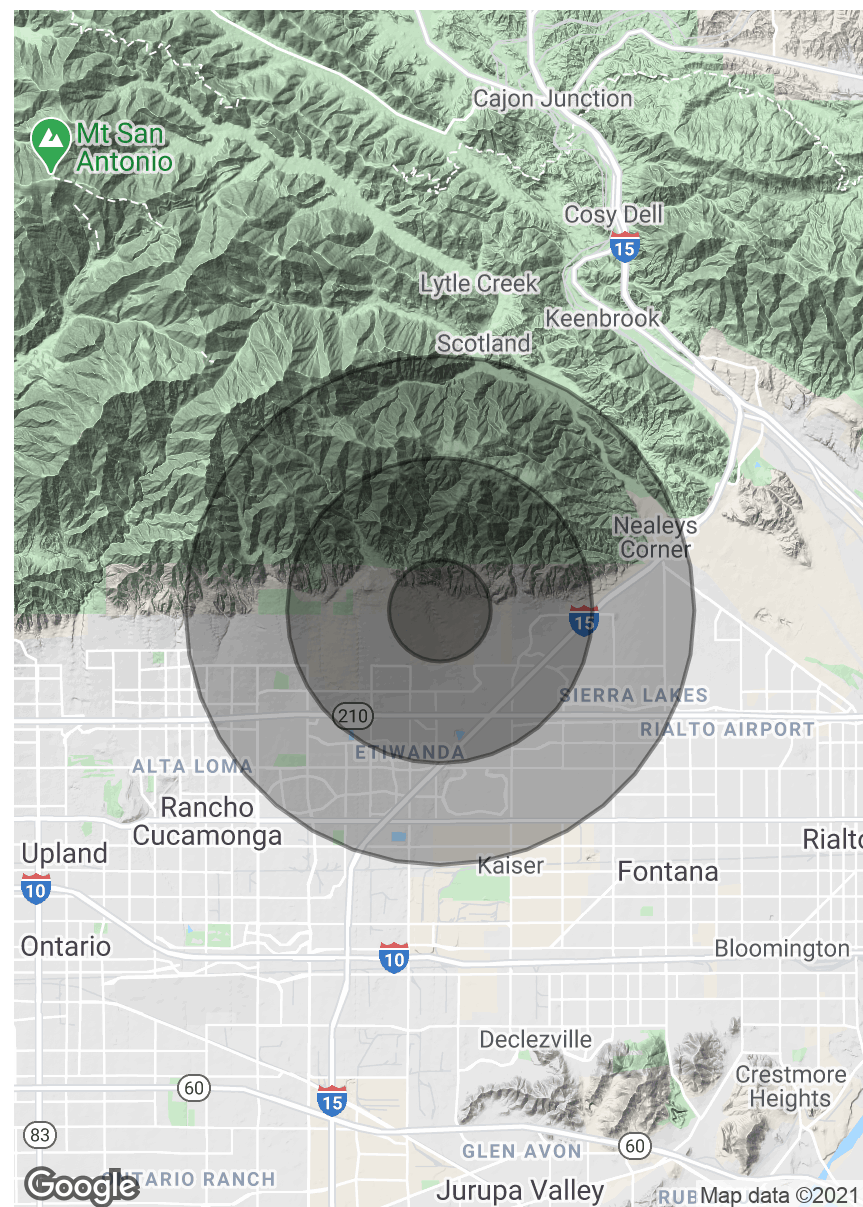 Cajon Junction
Mt San
Antonio
Cosy Dell
15
Lytle Creek
Keenbrook
Scotland
Nealeys
Corner
15
SIERRA LAKES
210
RIALTO AIRPORT
ETIWANDA
ALTA LOMA
Rancho
Cucamonga
Rialto
Upland
Kaiser
Fontana
10
Ontario
Bloomington
10
Declezville
Crestmore
Heights
60
15
83
60
GLEN AVON
ONTARIO RANCH
Google
Jurupa Valley
RUB
Map data ©2021